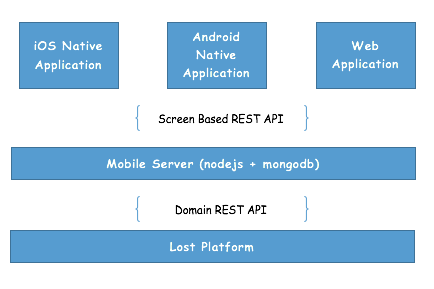 iOS Native
Application
Android
Native
Application
Web
Application
Screen Based REST API
Mobile Server (nodejs + mongodb)
Domain REST API
Lost Platform